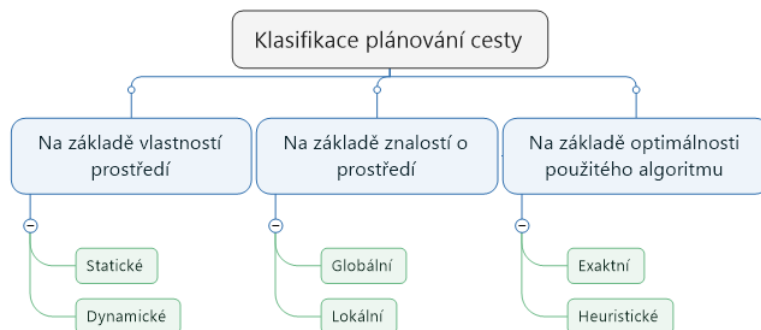 Klasifikace plánování cesty
Na základě vlastností
prostředí
Na základě znalostí o
prostředí
Na základě optimálnosti
použitého algoritmu
Statické
Dynamické
Globální
Lokální
Exaktní
Heuristické